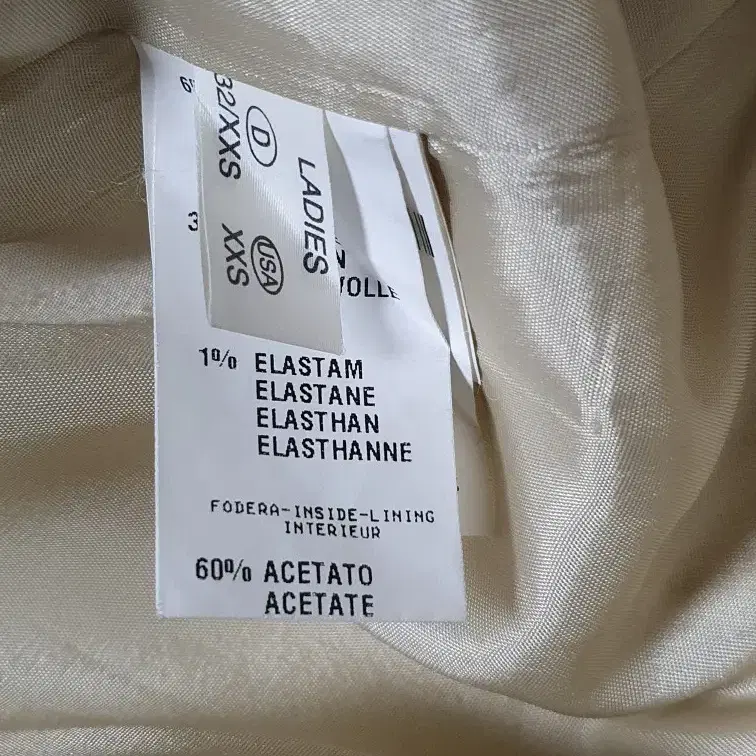 LADIES
D
USA
32/XXS
XXS
1% ELASTAM
ELASTANE
ELASTHAN
ELASTHANNE
FODERA-INSIDE-LINING
INTERIEUR
60% ACETATO
ACETATE